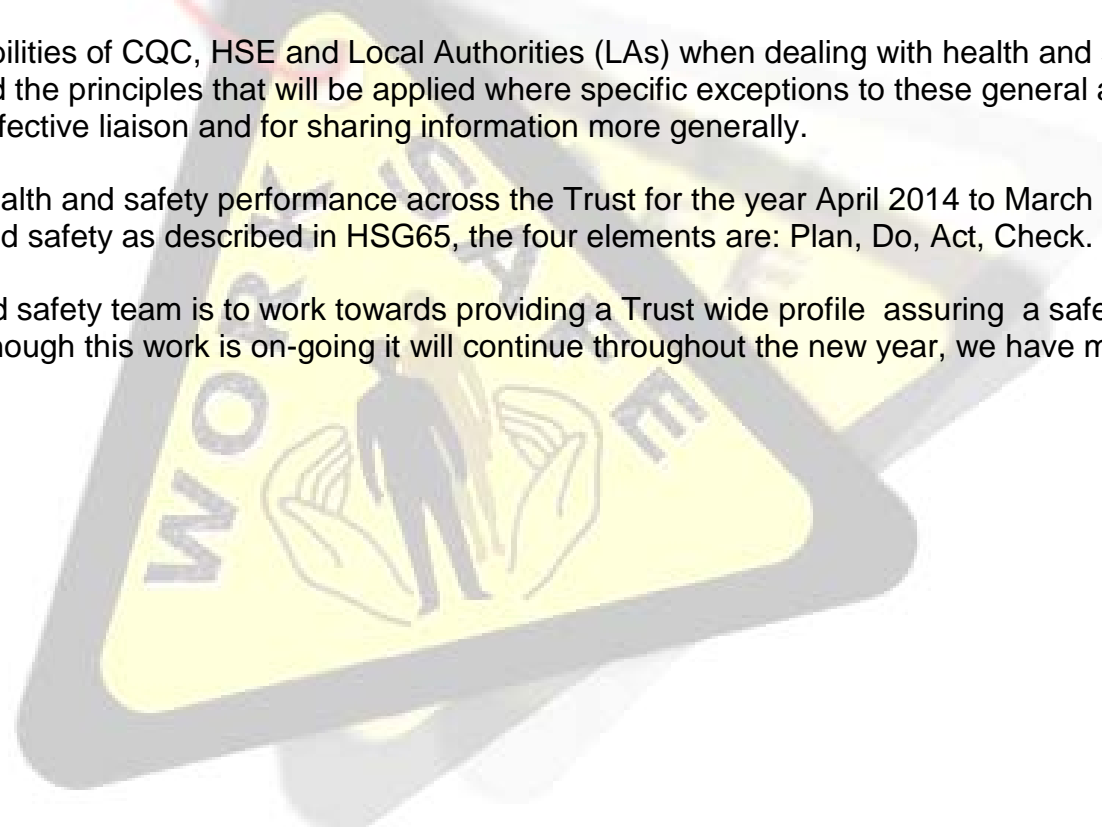 bilities of CQC, HSE and Local Authorities (LAs) when dealing with health and
d the principles that will be applied where specific exceptions to these general a
fective liaison and for sharing information more generally.
alth and safety performance across the Trust for the year April 2014 to March
d safety as described in HSG65, the four elements are: Plan, Do, Act, Check.
d safety team is to work towards providing a Trust wide profile assuring a safe
hough this work is on-going it will continue throughout the new year, we have m
WORK SAFE